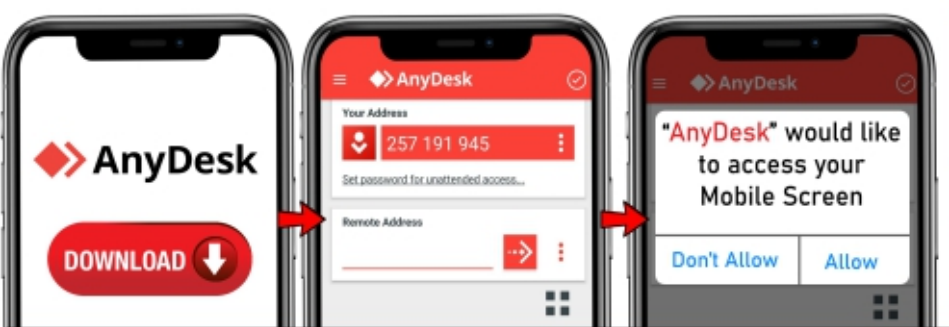 AnyDesk
DOWNLOAD
AnyDesk
Your Address
257 191 945
Set password for unattended access...
Remote Address
AnyDesk
“AnyDesk” would like
to access your
Mobile Screen
Don't Allow
Allow